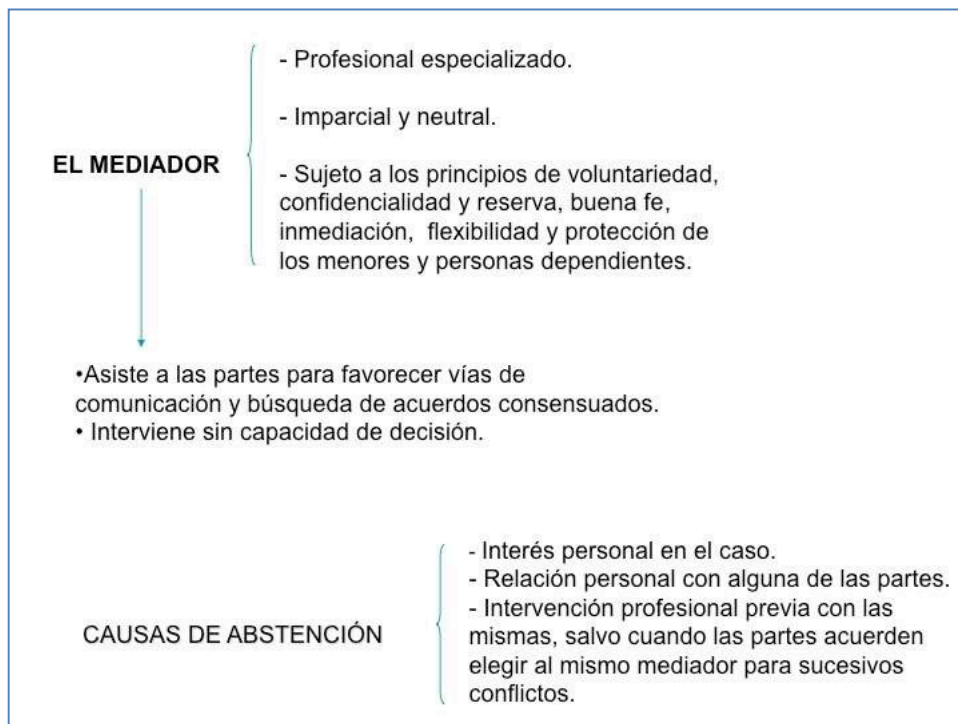 - Profesional especializado.
- Imparcial y neutral.
EL MEDIADOR
- Sujeto a los principios de voluntariedad,
confidencialidad y reserva, buena fe,
inmediación, flexibilidad y protección de
los menores y personas dependientes.
•Asiste a las partes para favorecer vías de
comunicación y búsqueda de acuerdos consensuados.
• Interviene sin capacidad de decisión.
- Interés personal en el caso.
- Relación personal con alguna de las partes.
- Intervención profesional previa con las
CAUSAS DE ABSTENCIÓN
mismas, salvo cuando las partes acuerden
elegir al mismo mediador para sucesivos
conflictos.